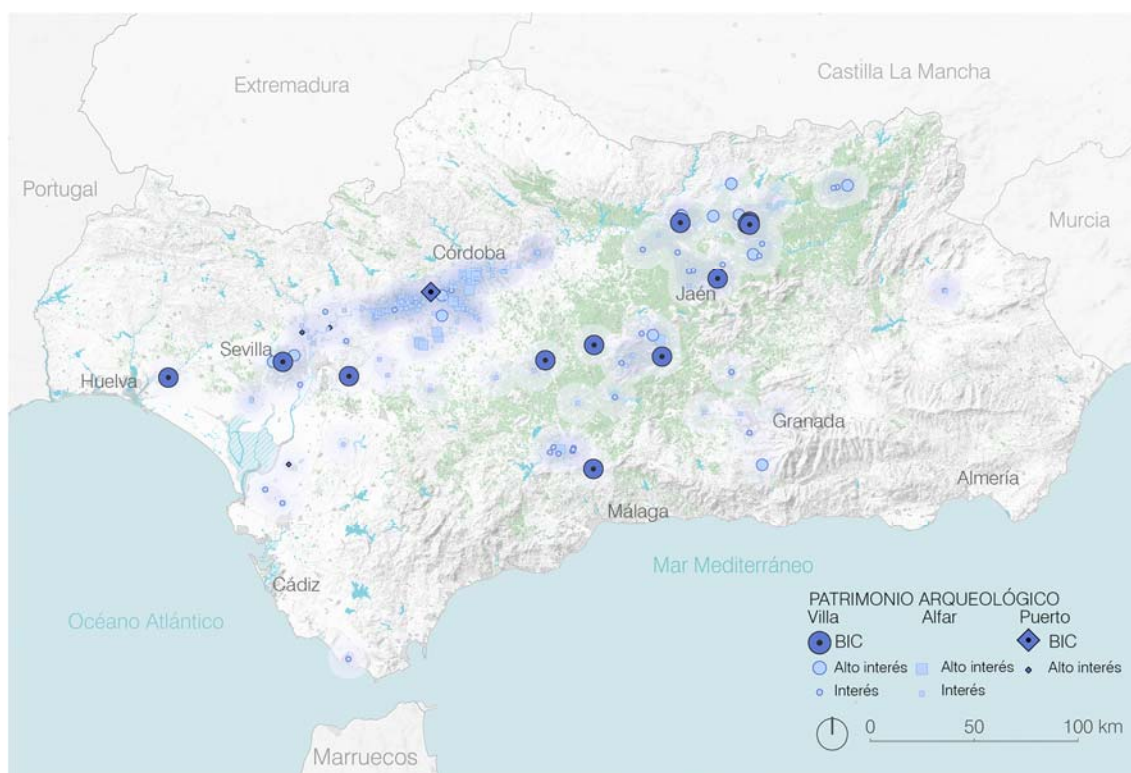 Extremadura
Castilla La Mancha
Portugal
Murcia
Córdoba
Jaén
Sevilla
Huelva
Granada
Almería
Málaga
Mar Mediterráneo
Cádiz
Océano Atlántico
Marruecos
PATRIMONIO ARQUEOLÓGICO
Villa Alfar Puerto
BIC BIC
Alto interés Alto interés Alto interés
Interés Interés
0 50 100 km